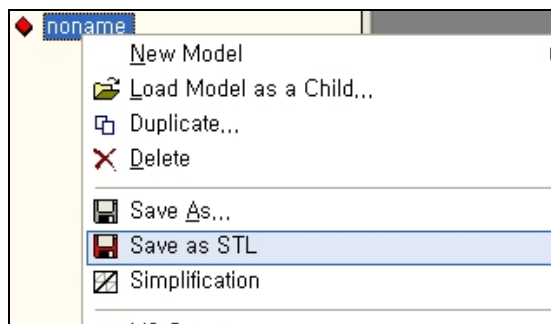 noname
New Model
Load Model as a Child...
Duplicate...
Delete
Save As...
Save as STL
Simplification